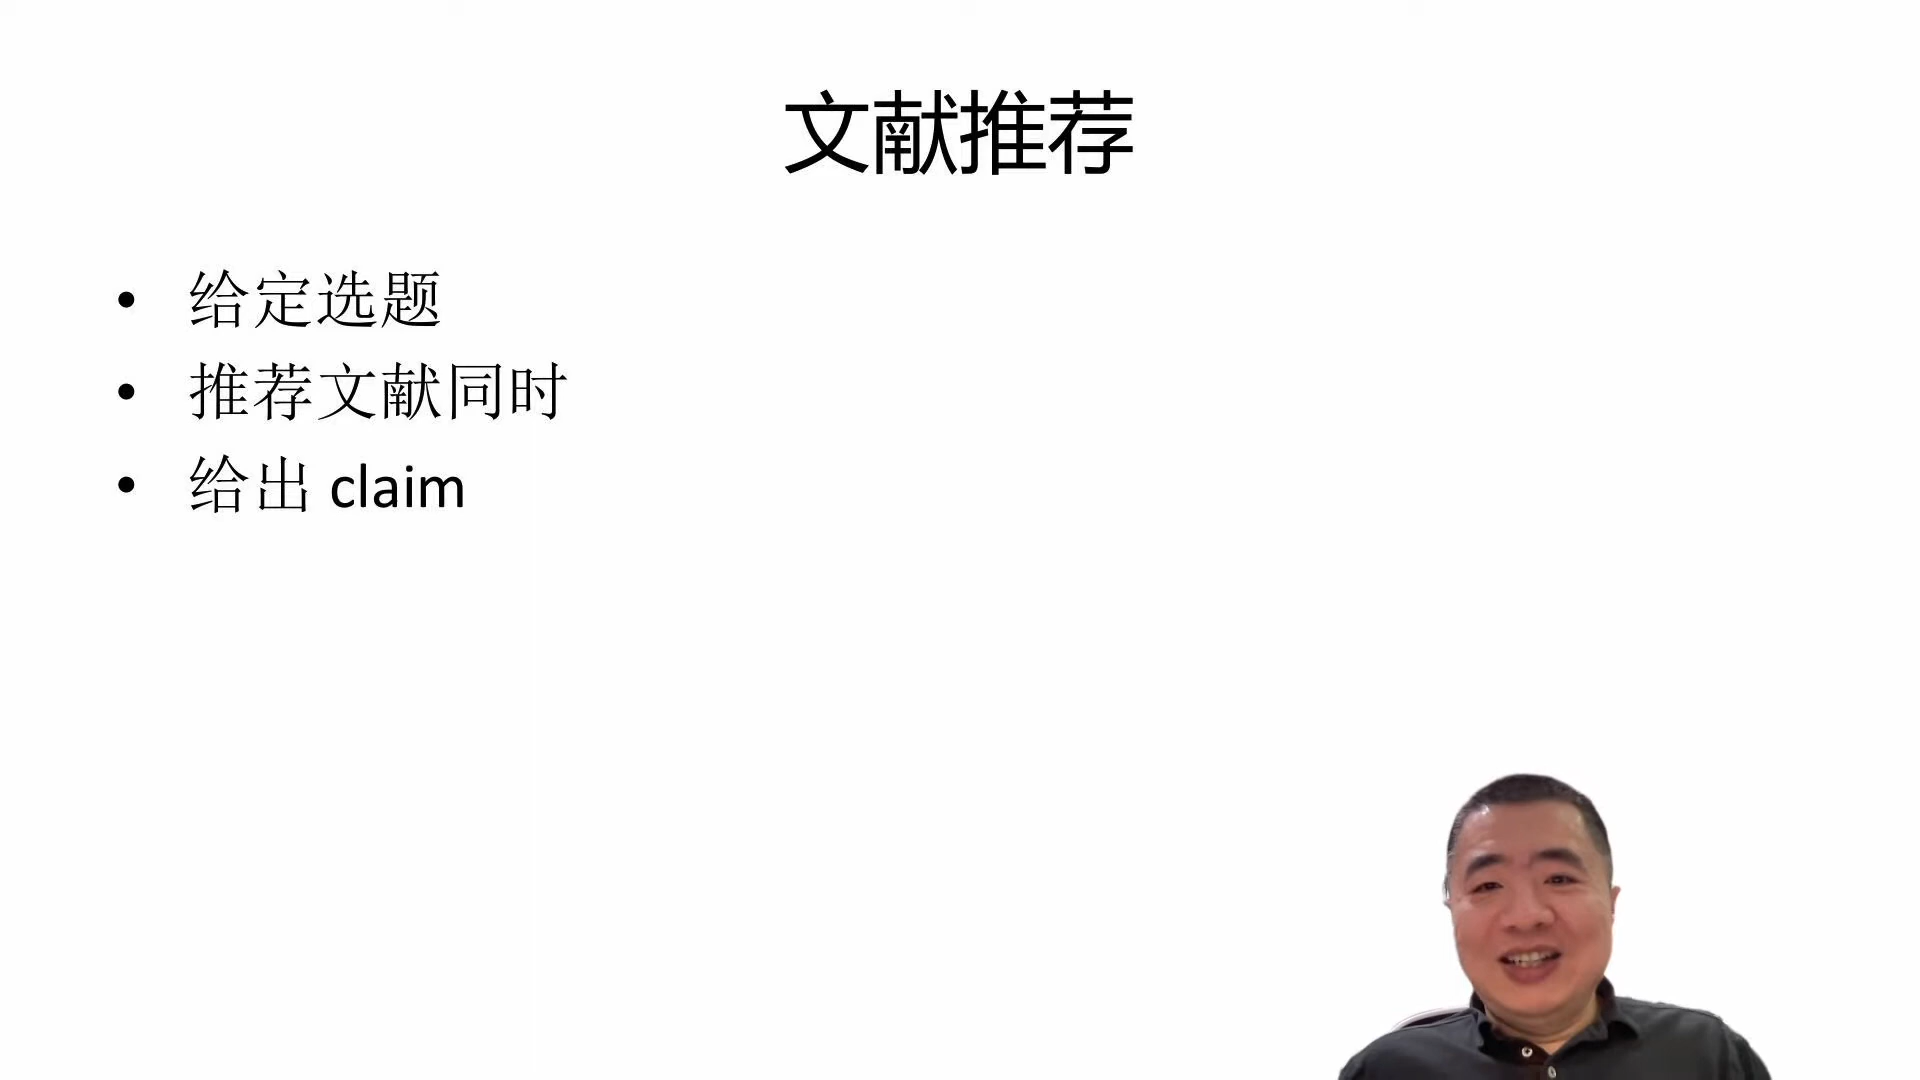 文献推荐
• 给定选题
• 推荐文献同时
• 给出 claim